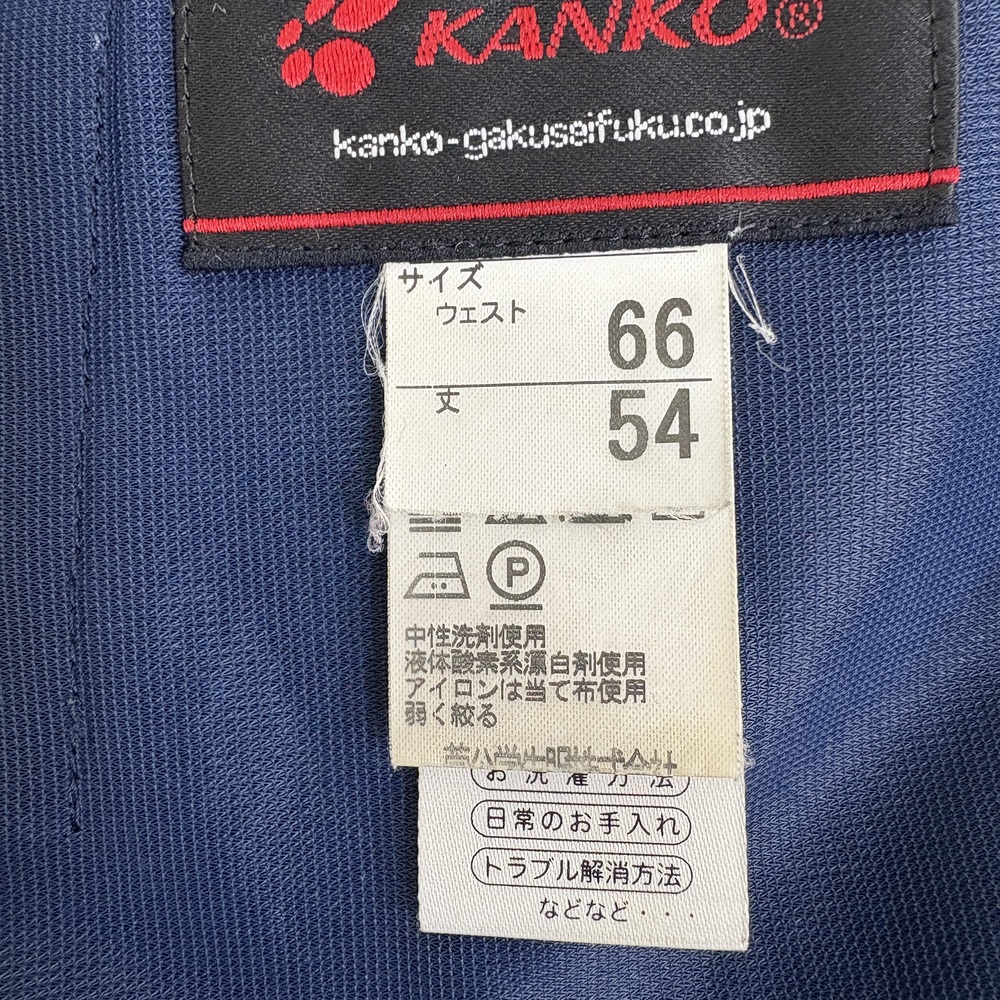 KANKO®
kanko-gakuseifuku.co.jp
サイズ
ウェスト 66
丈 54
P
中性洗剤使用
液体酸素系漂白剤使用
アイロンは当て布使用
弱く絞る
お洗濯方法
日常のお手入れ
トラブル解消方法
などなど・・・